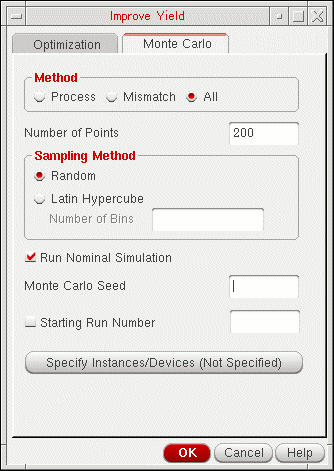 Improve Yield
Optimization Monte Carlo
Method
Process Mismatch All
Number of Points 200
Sampling Method
Random
Latin Hypercube
Number of Bins
Run Nominal Simulation
Monte Carlo Seed
Starting Run Number
Specify Instances/Devices (Not Specified)
OK Cancel Help